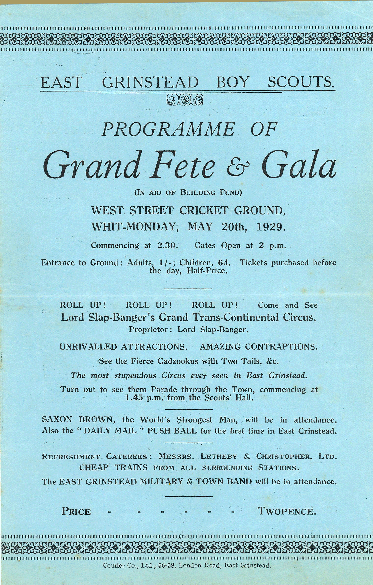 EAST GRINSTEAD BOY SCOUTS.
PROGRAMME OF
Grand Fete & Gala
(IN AID OF BUILDING FUND)
WEST STREET CRICKET GROUND,
WHIT-MONDAY, MAY 20th, 1929.
Commencing at 2.30. Gates Open at 2 p.m.
Entrance to Ground: Adults, 1/-; Children, 6d. Tickets purchased before
the day, Half-Price.
ROLL UP! ROLL UP! ROLL UP! Come and See
Lord Slap-Banger's Grand Trans-Continental Circus.
Proprietor: Lord Slap-Banger.
UNRIVALLED ATTRACTIONS. AMAZING CONTRAPTIONS.
See the Fierce with Two Tails, &c.
The most stupendous Circus ever seen in East Grinstead.
Turn out to see them Parade through the Town, commencing at
1.45 p.m. from the Scouts' Hall.
SAXON BROWN, the World's Strongest Man, will be in attendance.
Also the "DAILY MAIL" PUSH BALL for the first time in East Grinstead.
REFRESHMENT CATERERS: MESSRS. LETHEBY & CHRISTOPHER, LTD.
CHEAP TRAINS FROM ALL SURROUNDING STATIONS.
The EAST GRINSTEAD MILITARY & TOWN BAND will be in attendance.
PRICE - - - - - - TWOPENCE.
Co., Ltd., London Road, East Grinstead.